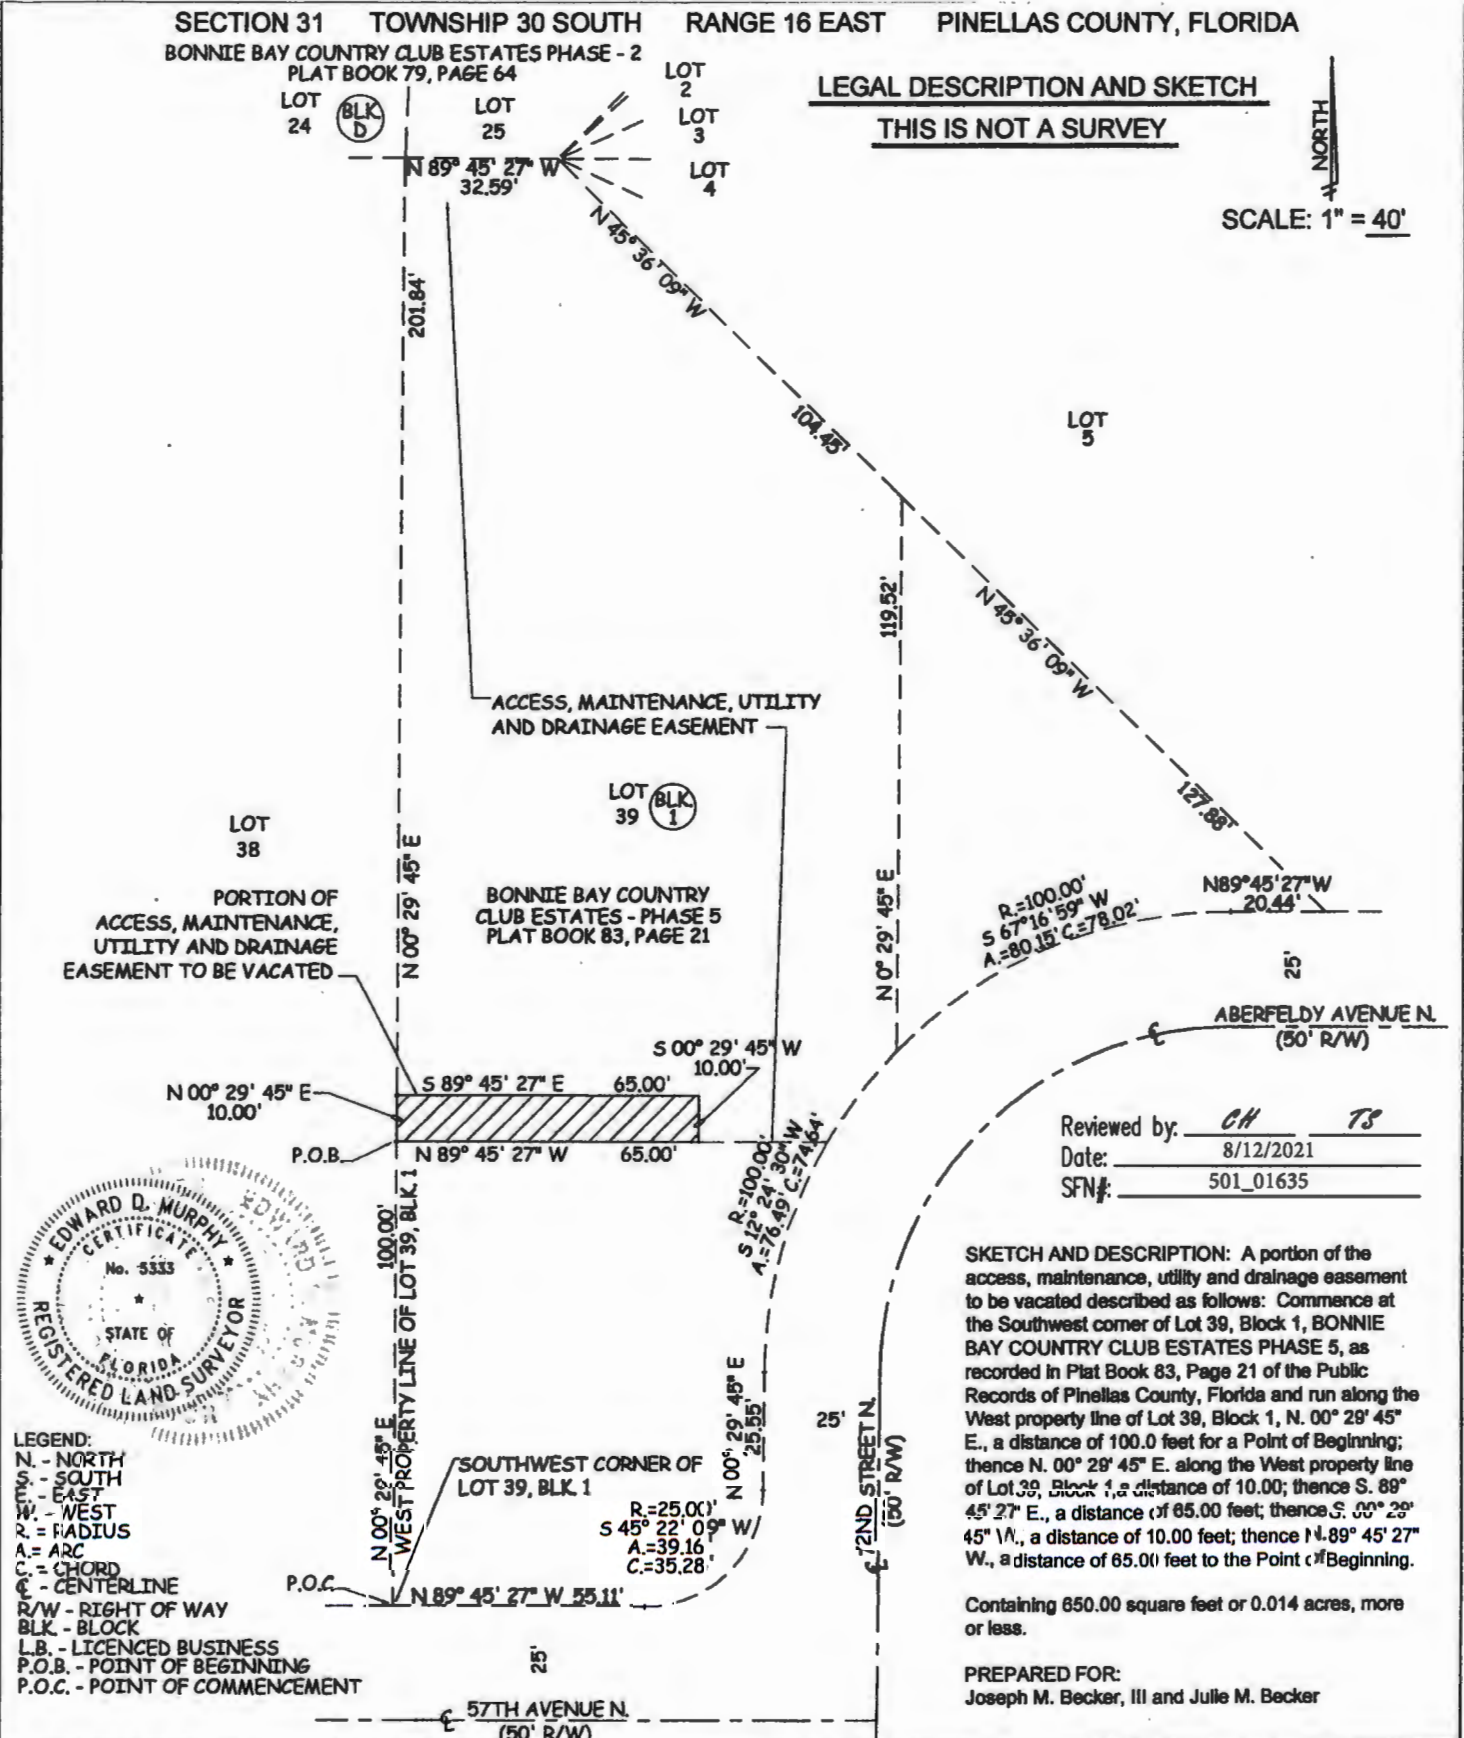 SECTION 31 TOWNSHIP 30 SOUTH RANGE 16 EAST PINELLAS COUNTY, FLORIDA
BONNIE BAY COUNTRY CLUB ESTATES PHASE - 2
PLAT BOOK 79, PAGE 64
LEGAL DESCRIPTION AND SKETCH
THIS IS NOT A SURVEY
NORTH
SCALE: 1" = 40'
LOT
24
BLK.
D
LOT
25
LOT
2
LOT
3
LOT
4
N 89° 45' 27" W
32.59'
N 45° 36' 09" W
104.45'
201.84'
LOT
5
119.52'
N 45° 36' 09" W
127.88'
ACCESS, MAINTENANCE, UTILITY
AND DRAINAGE EASEMENT
LOT
39
BLK.
1
LOT
38
N 00° 29' 45" E
BONNIE BAY COUNTRY
CLUB ESTATES - PHASE 5
PLAT BOOK 83, PAGE 21
PORTION OF
ACCESS, MAINTENANCE,
UTILITY AND DRAINAGE
EASEMENT TO BE VACATED
N 0° 29' 45" E
R.=100.00'
S 67°16'59" W
A.=80.15' C.=78.02'
N89°45'27"W
20.44'
25'
ABERFELDY AVENUE N.
(50' R/W)
S 00° 29' 45" W
10.00'
N 00° 29' 45" E
10.00'
S 89° 45' 27" E 65.00'
P.O.B.
N 89° 45' 27" W 65.00'
R.=100.00'
S 12° 24' 30" W
A.=76.49' C.=74.64'
Reviewed by: CH TS
Date: 8/12/2021
SFN#: 501_01635
EDWARD D. MURPHY
CERTIFICATE
No. 5333
STATE OF
FLORIDA
REGISTERED LAND SURVEYOR
100.00'
N 00° 29' 45" E
WEST PROPERTY LINE OF LOT 39, BLK. 1
SKETCH AND DESCRIPTION: A portion of the
access, maintenance, utility and drainage easement
to be vacated described as follows: Commence at
the Southwest corner of Lot 39, Block 1, BONNIE
BAY COUNTRY CLUB ESTATES PHASE 5, as
recorded in Plat Book 83, Page 21 of the Public
Records of Pinellas County, Florida and run along the
West property line of Lot 39, Block 1, N. 00° 29' 45"
E., a distance of 100.0 feet for a Point of Beginning;
thence N. 00° 29' 45" E. along the West property line
of Lot 39, Block 1, a distance of 10.00; thence S. 89°
45' 27" E., a distance of 65.00 feet; thence S. 00° 29'
45" W., a distance of 10.00 feet; thence N. 89° 45' 27"
W., a distance of 65.00 feet to the Point of Beginning.
Containing 650.00 square feet or 0.014 acres, more
or less.
PREPARED FOR:
Joseph M. Becker, III and Julie M. Becker
N 00° 29' 45" E
25.55'
25'
72ND STREET N.
(50' R/W)
SOUTHWEST CORNER OF
LOT 39, BLK. 1
R.=25.00'
S 45° 22' 09" W
A.=39.16
C.=35.28'
P.O.C.
N 89° 45' 27" W 55.11'
25'
57TH AVENUE N.
(50' R/W)
LEGEND:
N. - NORTH
S. - SOUTH
E. - EAST
W. - WEST
R. = RADIUS
A.= ARC
C. = CHORD
℄ - CENTERLINE
R/W - RIGHT OF WAY
BLK. - BLOCK
L.B. - LICENCED BUSINESS
P.O.B. - POINT OF BEGINNING
P.O.C. - POINT OF COMMENCEMENT